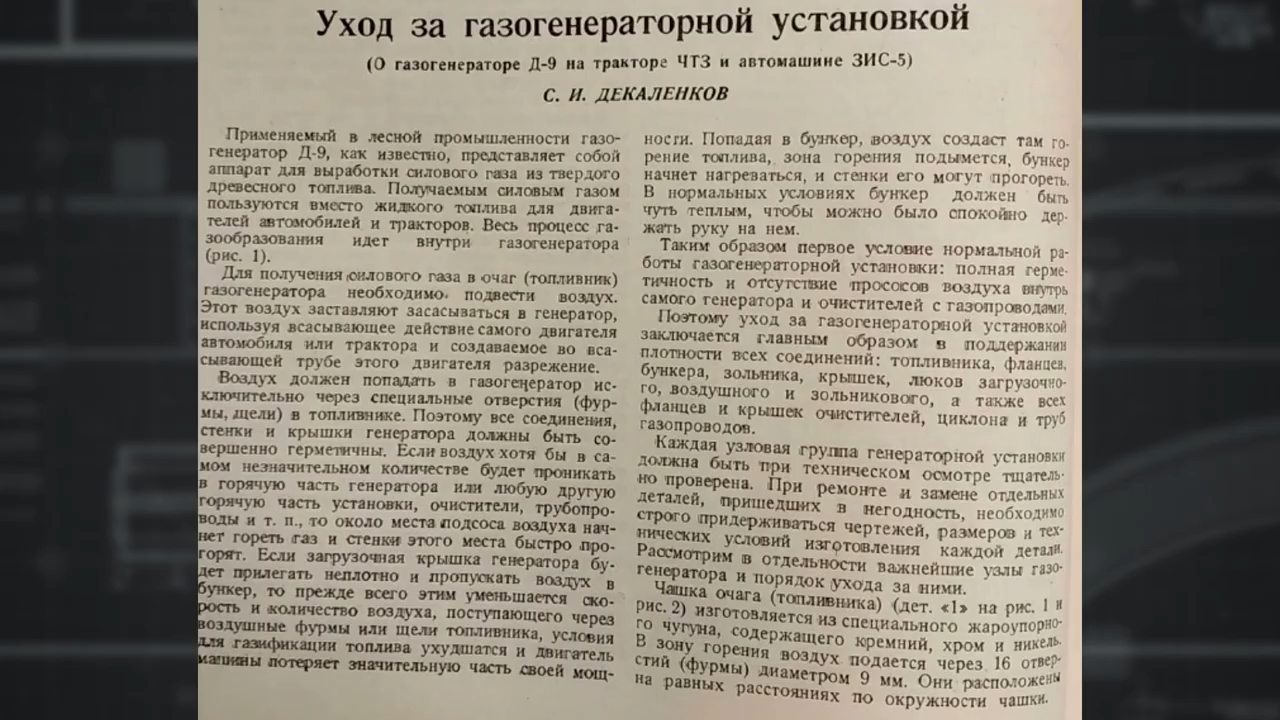 Уход за газогенераторной установкой
(О газогенераторе Д-9 на тракторе ЧТЗ и автомашине ЗИС-5)
С. И. ДЕКАЛЕНКОВ
Применяемый в лесной промышленности газо-
генератор Д-9, как известно, представляет собой
аппарат для выработки силового газа из твердого
древесного топлива. Получаемым силовым газом
пользуются вместо жидкого топлива для двига-
телей автомобилей и тракторов. Весь процесс га-
зообразования идет внутри газогенератора
(рис. 1).
Для получения силового газа в очаг (топливник)
газогенератора необходимо подвести воздух.
Этот воздух заставляют засасываться в генератор,
используя всасывающее действие самого двигателя
автомобиля или трактора и создаваемое во вса-
сывающей трубе этого двигателя разрежение.
Воздух должен попадать в газогенератор ис-
ключительно через специальные отверстия (фур-
мы, щели) в топливнике. Поэтому все соединения,
стенки и крышки генератора должны быть со-
вершенно герметичны. Если воздух хотя бы в са-
мом незначительном количестве будет проникать
в горячую часть генератора или любую другую
горячую часть установки, очистители, трубопро-
воды и т. п., то около места подсоса воздуха нач-
нет гореть газ и стенки этого места быстро про-
горят. Если загрузочная крышка генератора бу-
дет прилегать неплотно и пропускать воздух в
бункер, то прежде всего этим уменьшается ско-
рость и количество воздуха, поступающего через
воздушные фурмы или щели топливника, условия
для газификации топлива ухудшатся и двигатель
машины потеряет значительную часть своей мощ-
ности. Попадая в бункер, воздух создаст там го-
рение топлива, зона горения подымется, бункер
начнет нагреваться, и стенки его могут прогореть.
В нормальных условиях бункер должен быть
чуть теплым, чтобы можно было спокойно дер-
жать руку на нем.
Таким образом первое условие нормальной ра-
боты газогенераторной установки: полная герме-
тичность и отсутствие прососов воздуха внутрь
самого генератора и очистителей с газопроводами.
Поэтому уход за газогенераторной установкой
заключается главным образом в поддержании
плотности всех соединений: топливника, фланцев,
бункера, зольника, крышек, люков загрузочно-
го, воздушного и зольникового, а также всех
фланцев и крышек очистителей, циклона и труб
газопроводов.
Каждая узловая группа генераторной установки
должна быть при техническом осмотре тщатель-
но проверена. При ремонте и замене отдельных
деталей, пришедших в негодность, необходимо
строго придерживаться чертежей, размеров и тех-
нических условий изготовления каждой детали.
Рассмотрим в отдельности важнейшие узлы газо-
генератора и порядок ухода за ними.
Чашка очага (топливника) (дет. «1» на рис. 1 и
рис. 2) изготовляется из специального жароупорно-
го чугуна, содержащего кремний, хром и никель.
В зону горения воздух подается через 16 отвер-
стий (фурмы) диаметром 9 мм. Они расположены
на равных расстояниях по окружности чашки.